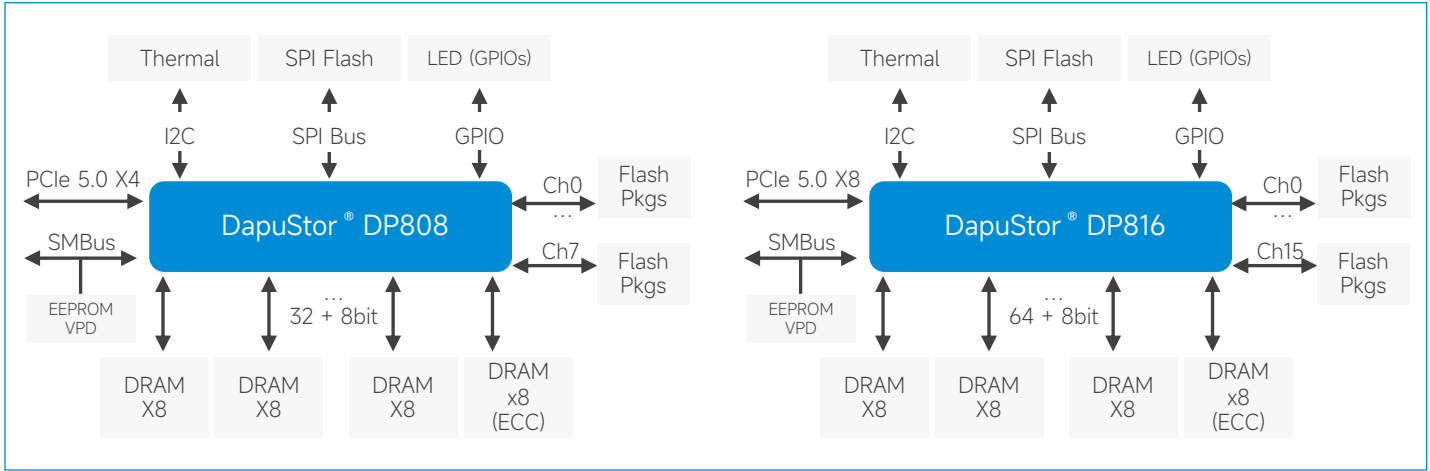 Thermal
SPI Flash
LED (GPIOs)
I2C
SPI Bus
GPIO
PCIe 5.0 X4
DapuStor® DP808
Ch0
...
Flash
Pkgs
SMBus
Ch7
Flash
Pkgs
EEPROM
VPD
...
32 + 8bit
DRAM
X8
DRAM
X8
DRAM
X8
DRAM
x8
(ECC)
Thermal
SPI Flash
LED (GPIOs)
I2C
SPI Bus
GPIO
PCIe 5.0 X8
DapuStor® DP816
Ch0
...
Flash
Pkgs
SMBus
Ch15
Flash
Pkgs
EEPROM
VPD
...
64 + 8bit
DRAM
X8
DRAM
X8
DRAM
X8
DRAM
x8
(ECC)